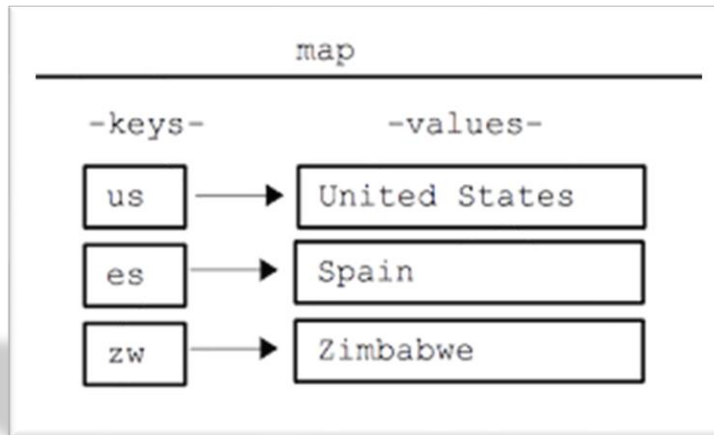 map
-keys- -values-
us United States
es Spain
zw Zimbabwe